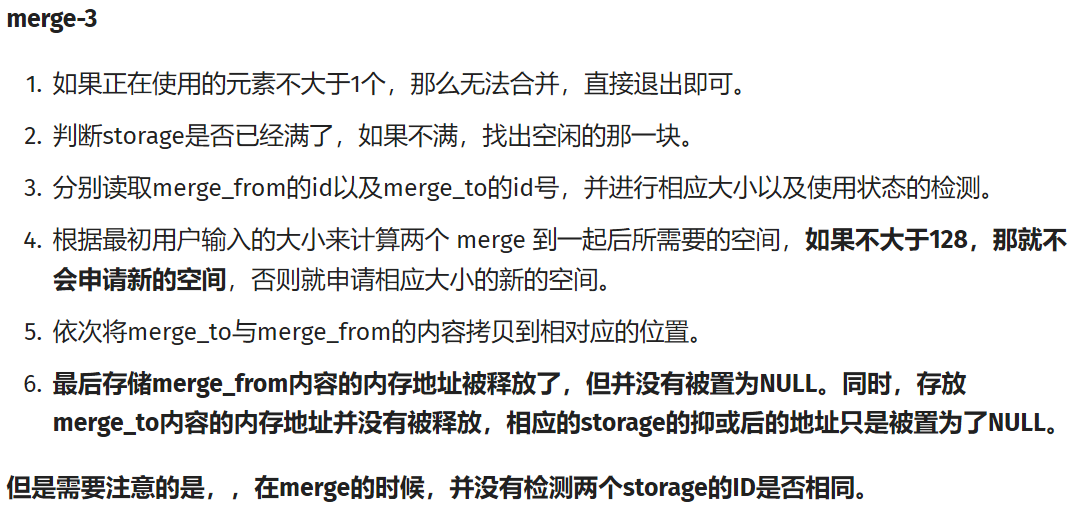 merge-3
1. 如果正在使用的元素不大于1个，那么无法合并，直接退出即可。
2. 判断storage是否已经满了，如果不满，找出空闲的那一块。
3. 分别读取merge_from的id以及merge_to的id号，并进行相应大小以及使用状态的检测。
4. 根据最初用户输入的大小来计算两个 merge 到一起后所需要的空间，如果不大于128，那就不
会申请新的空间，否则就申请相应大小的新的空间。
5. 依次将merge_to与merge_from的内容拷贝到相对应的位置。
6. 最后存储merge_from内容的内存地址被释放了，但并没有被置为NULL。同时，存放
merge_to内容的内存地址并没有被释放，相应的storage的抑或后的地址只是被置为了NULL。
但是需要注意的是，，在merge的时候，并没有检测两个storage的ID是否相同。